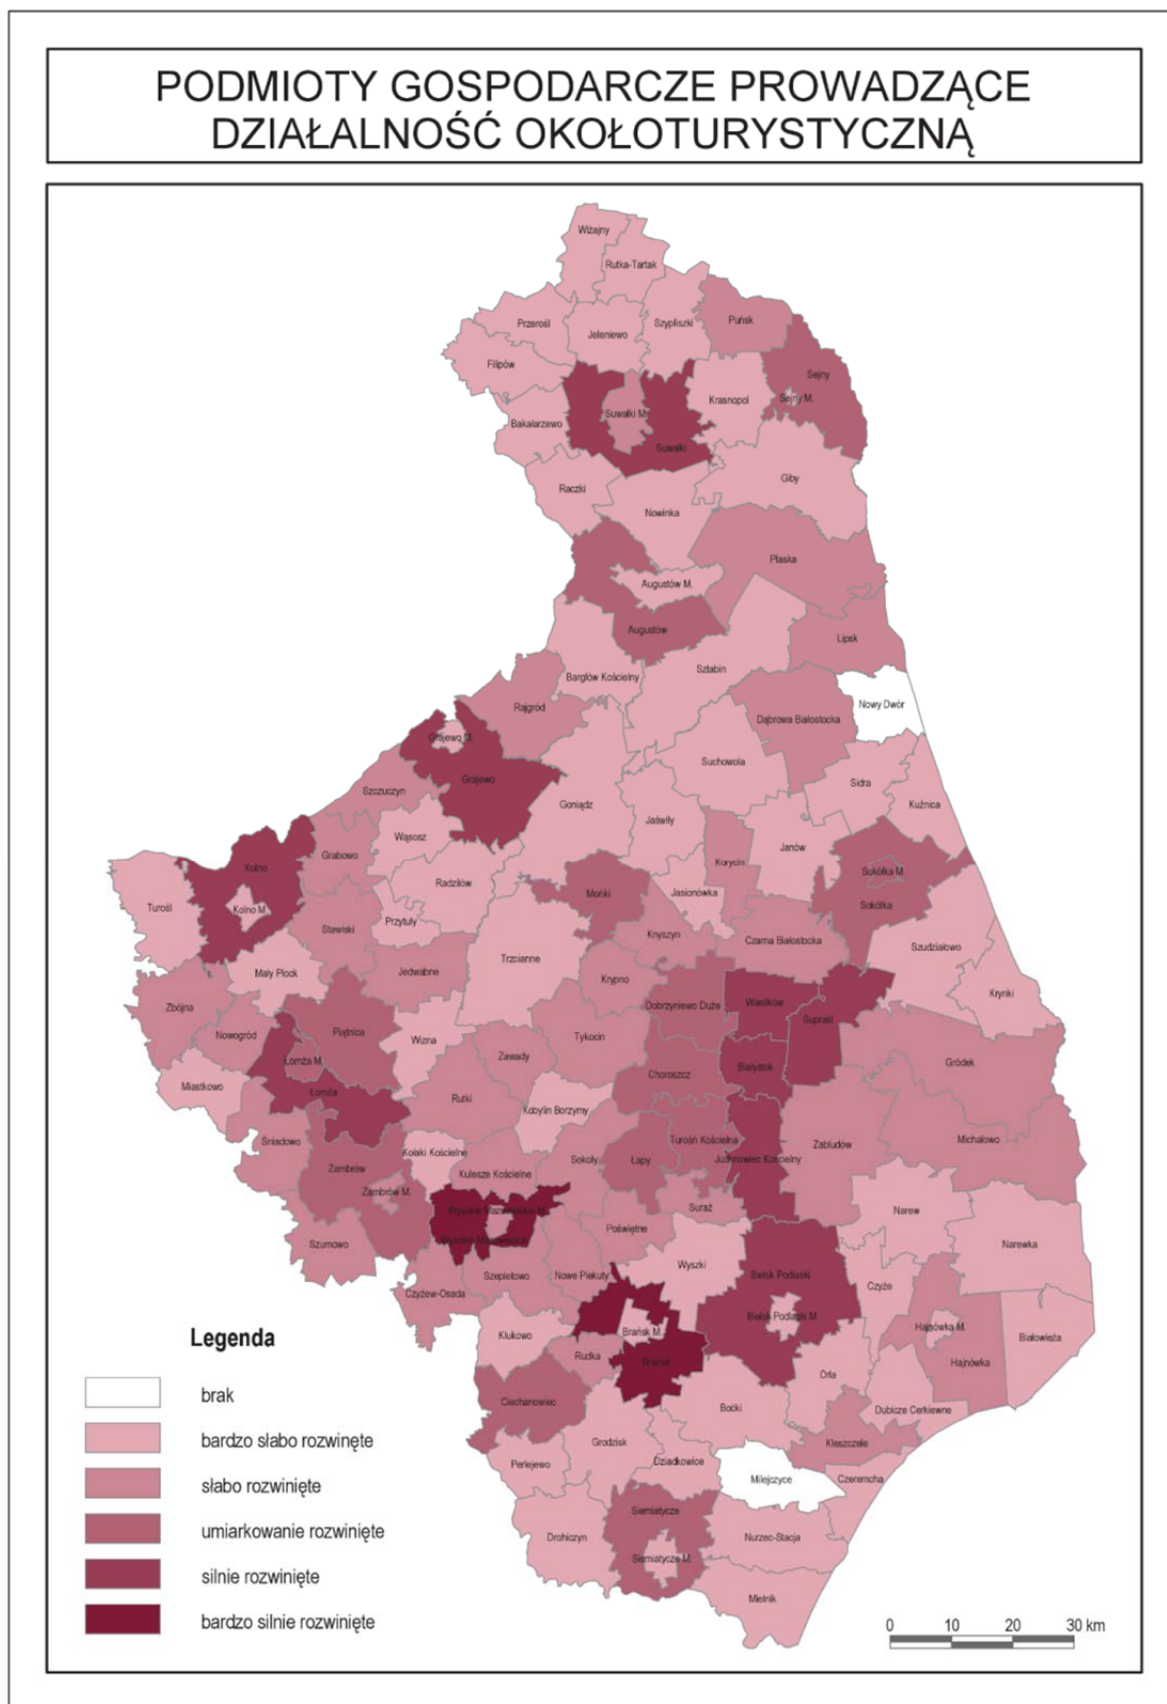 PODMIOTY GOSPODARCZE PROWADZĄCE
DZIAŁALNOŚĆ OKOŁOTURYSTYCZNĄ
Wiżajny
Rutka-Tartak
Przerośl
Jeleniewo
Szypliszki
Puńsk
Filipów
Sejny
Sejny M.
Krasnopol
Bakałarzewo
Suwałki M.
Suwałki
Giby
Raczki
Nowinka
Płaska
Augustów M.
Augustów
Lipsk
Sztabin
Bargłów Kościelny
Nowy Dwór
Rajgród
Dąbrowa Białostocka
Grajewo M.
Suchowola
Grajewo
Sidra
Szczuczyn
Goniądz
Kuźnica
Jaświły
Wąsosz
Janów
Grabowo
Korycin
Kolno
Sokółka M.
Radziłów
Mońki
Jasionówka
Turośl
Kolno M.
Sokółka
Przytuły
Stawiski
Knyszyn
Czarna Białostocka
Szudziałowo
Trzcianne
Mały Płock
Jedwabne
Krypno
Krynki
Zbójna
Dobrzyniewo Duże
Wasilków
Supraśl
Nowogród
Piątnica
Wizna
Tykocin
Zawady
Łomża M.
Gródek
Białystok
Choroszcz
Miastkowo
Łomża
Rutki
Kobylin Borzymy
Śniadowo
Turośń Kościelna
Zabłudów
Michałowo
Kołaki Kościelne
Sokoły
Łapy
Juchnowiec Kościelny
Zambrów
Kulesze Kościelne
Zambrów M.
Suraż
Wysokie Mazowieckie M.
Narew
Poświętne
Wysokie Mazowieckie
Szumowo
Narewka
Wyszki
Szepietowo
Nowe Piekuty
Bielsk Podlaski
Czyżew-Osada
Czyże
Bielsk Podlaski M.
Klukowo
Brańsk M.
Hajnówka M.
Białowieża
Rudka
Brańsk
Hajnówka
Orla
Ciechanowiec
Boćki
Dubicze Cerkiewne
Grodzisk
Kleszczele
Perlejewo
Dziadkowice
Milejczyce
Czeremcha
Siemiatycze
Drohiczyn
Nurzec-Stacja
Siemiatycze M.
Mielnik
Legenda
brak
bardzo słabo rozwinęte
słabo rozwinięte
umiarkowanie rozwinięte
silnie rozwinięte
bardzo silnie rozwinięte
0 10 20 30 km